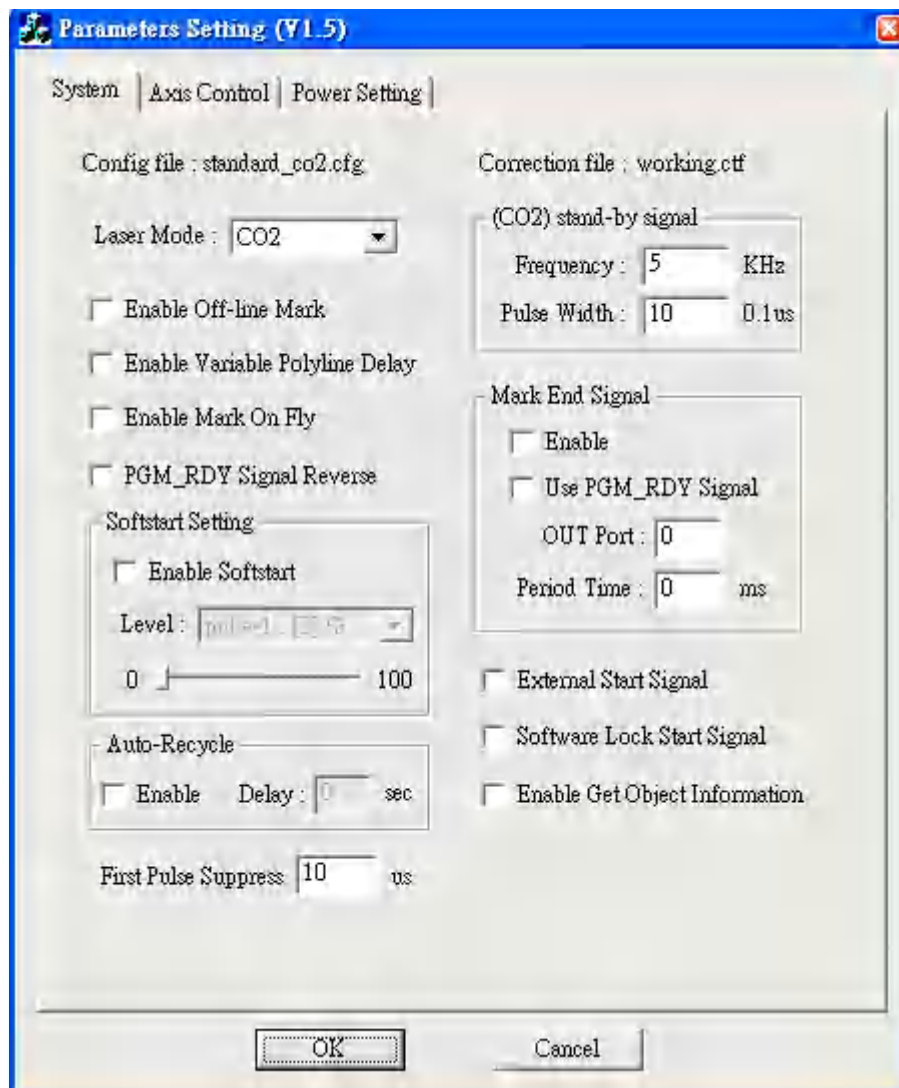 Parameters Setting (V1.5)
System
Axis Control
Power Setting
Config file : standard_co2.cfg
Laser Mode : CO2
Enable Off-line Mark
Enable Variable Polyline Delay
Enable Mark On Fly
PGM_RDY Signal Reverse
Softstart Setting
Enable Softstart
Level :
0 100
Auto-Recycle
Enable Delay : 0 sec
First Pulse Suppress 10 us
Correction file : working.ctf
(CO2) stand-by signal
Frequency : 5 KHz
Pulse Width : 10 0.1us
Mark End Signal
Enable
Use PGM_RDY Signal
OUT Port : 0
Period Time : 0 ms
External Start Signal
Software Lock Start Signal
Enable Get Object Information
OK
Cancel